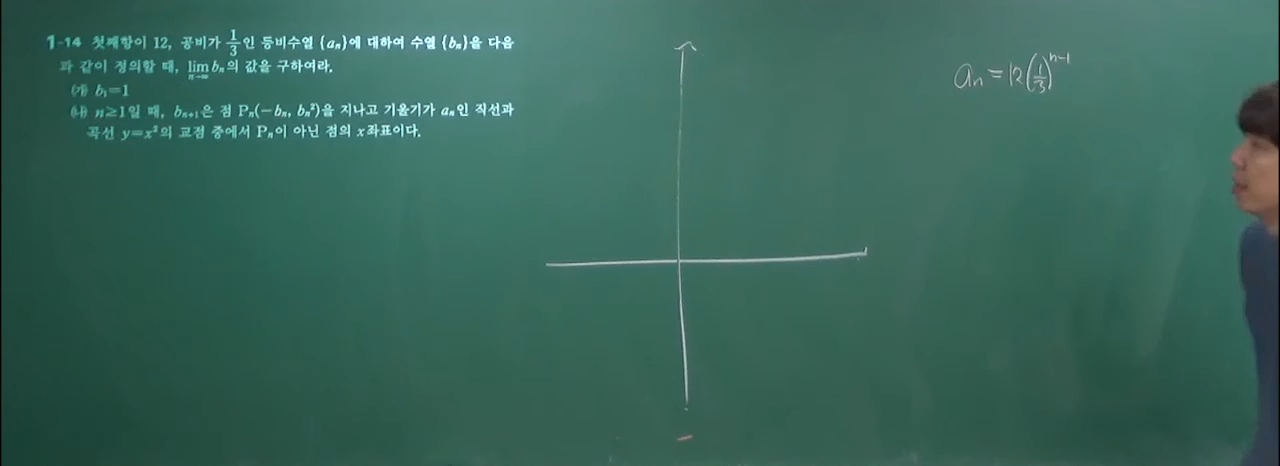 1-14 첫째항이 12, 공비가 1/3인 등비수열 {aₙ}에 대하여 수열 {bₙ}을 다음
과 같이 정의할 때, lim n→∞ bₙ의 값을 구하여라.
㈎ b₁=1
㈏ n≥1일 때, bₙ₊₁은 점 Pₙ(-bₙ, bₙ²)을 지나고 기울기가 aₙ인 직선과
곡선 y=x²의 교점 중에서 Pₙ이 아닌 점의 x좌표이다.
aₙ = 12(1/3)ⁿ⁻¹